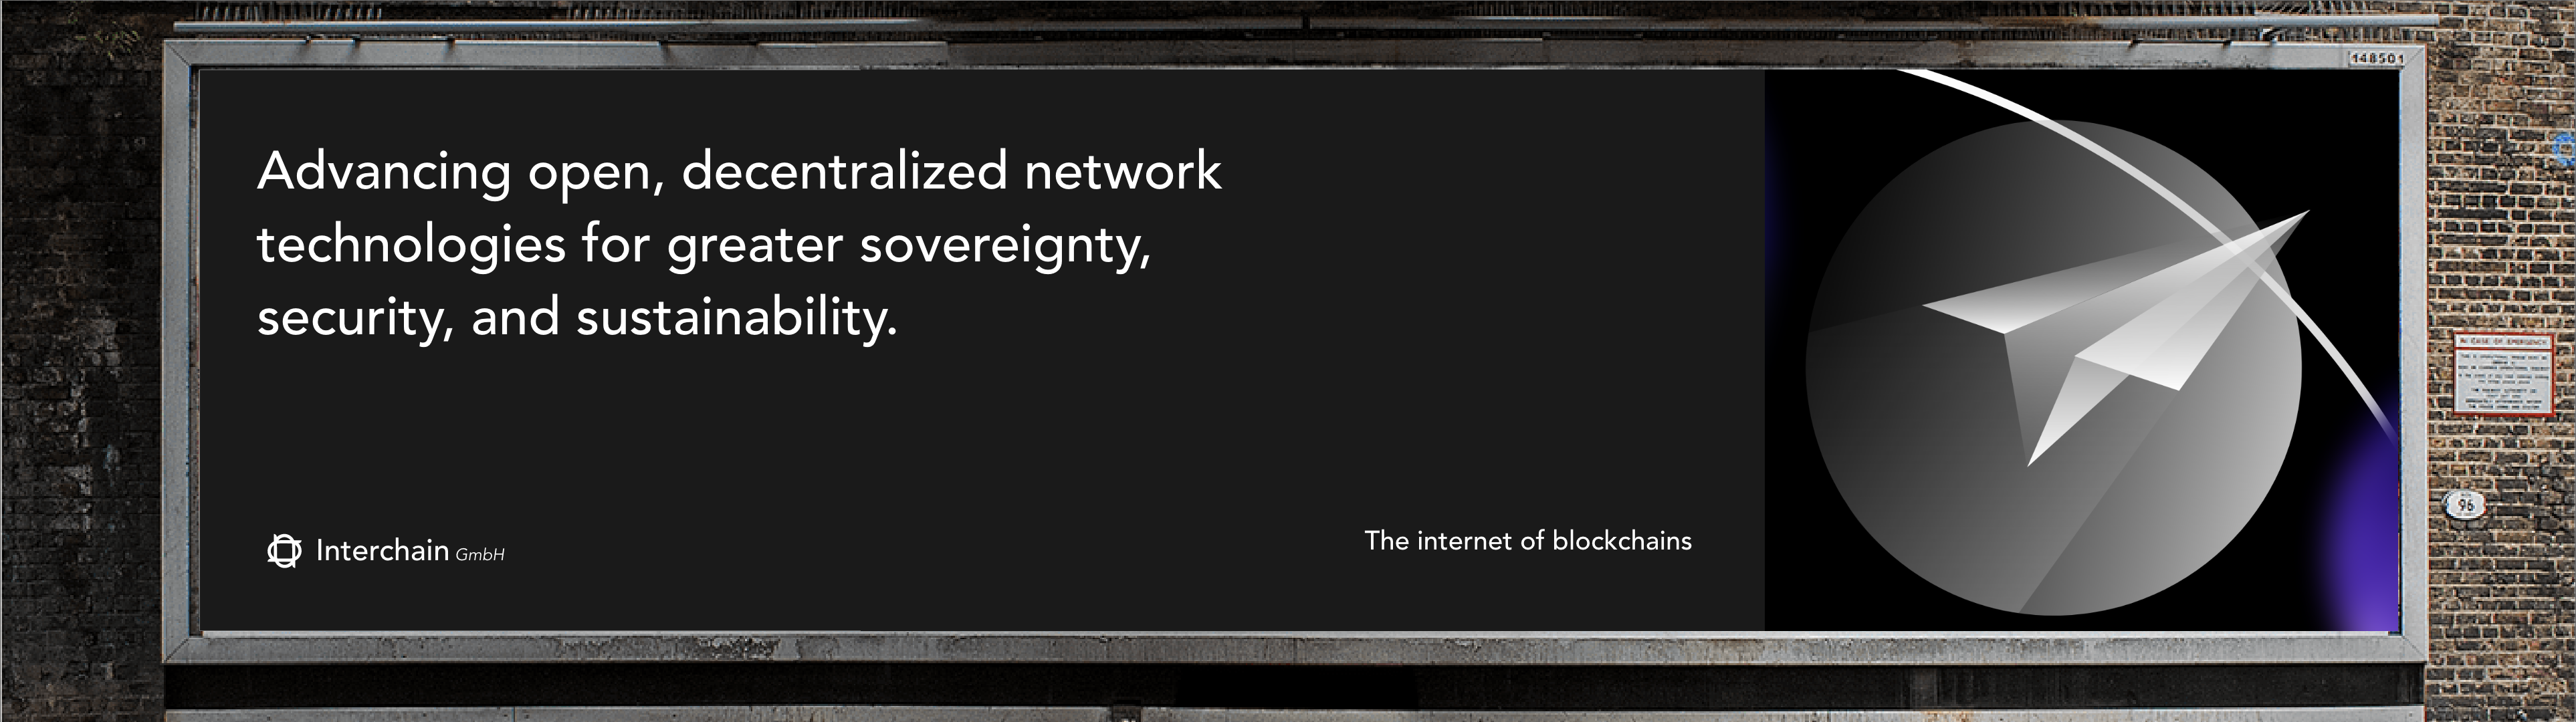 148501
Advancing open, decentralized network
technologies for greater sovereignty,
security, and sustainability.
Interchain GmbH
The internet of blockchains
IN CASE OF EMERGENCY
96